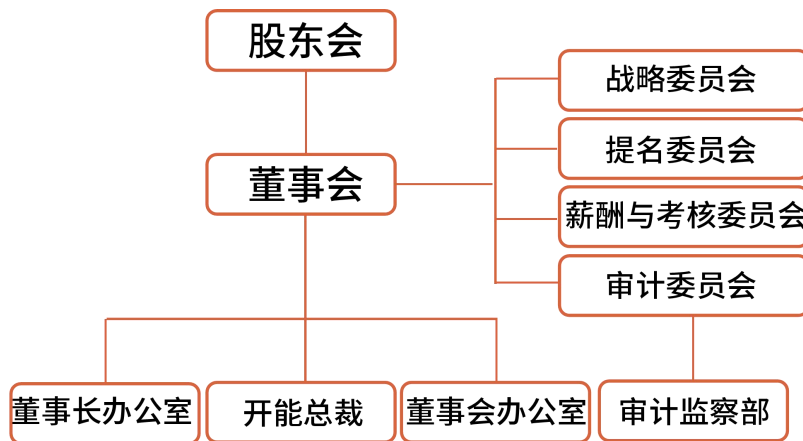 股东会
战略委员会
提名委员会
董事会
薪酬与考核委员会
审计委员会
董事长办公室
开能总裁
董事会办公室
审计监察部